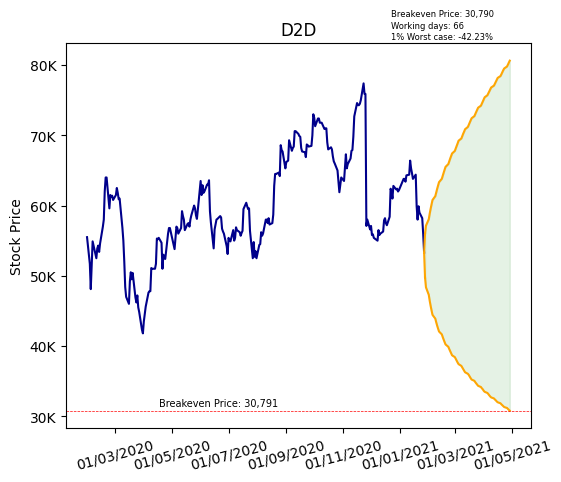 Breakeven Price: 30,790
Working days: 66
1% Worst case: -42.23%
D2D
Stock Price
80K
70K
60K
50K
40K
30K
Breakeven Price: 30,791
01/03/2020
01/05/2020
01/07/2020
01/09/2020
01/11/2020
01/01/2021
01/03/2021
01/05/2021